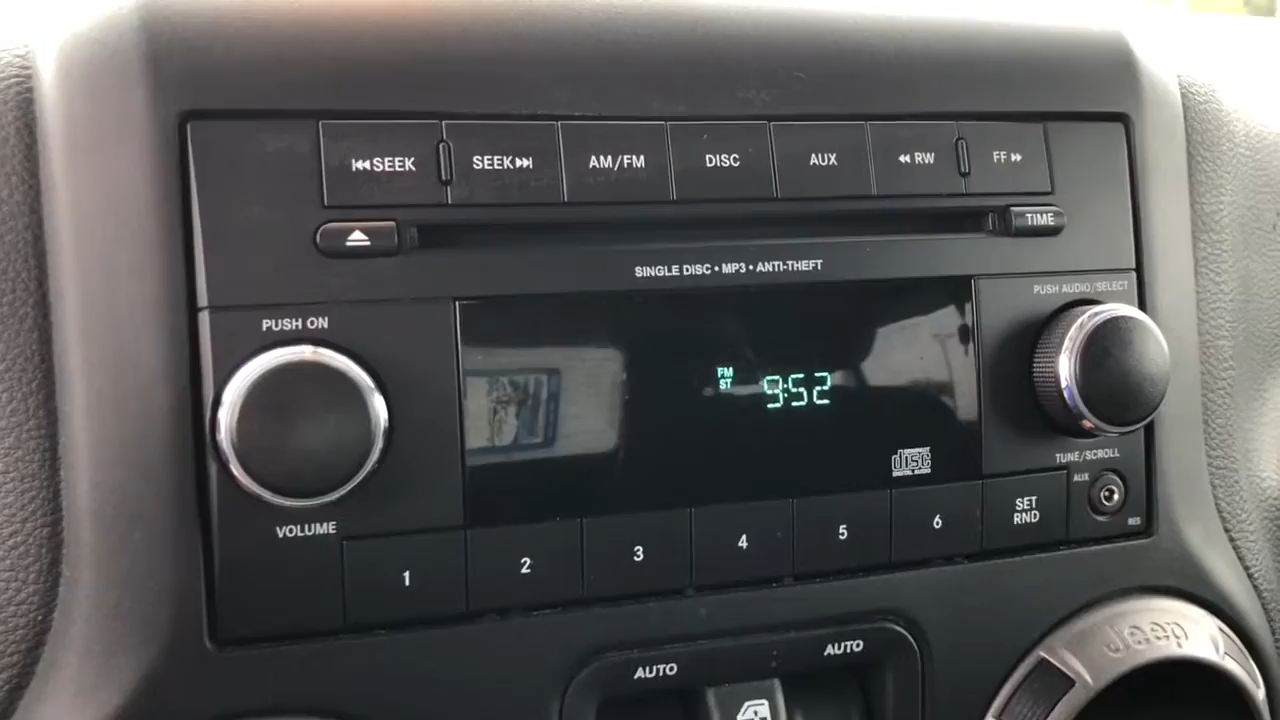 SEEK
SEEK
AM/FM
DISC
AUX
RW
FF
TIME
SINGLE DISC • MP3 • ANTI-THEFT
PUSH AUDIO/SELECT
PUSH ON
FM
ST
9:52
COMPACT
disc
DIGITAL AUDIO
TUNE/SCROLL
AUX
RES
VOLUME
1
2
3
4
5
6
SET
RND
AUTO
AUTO
Jeep